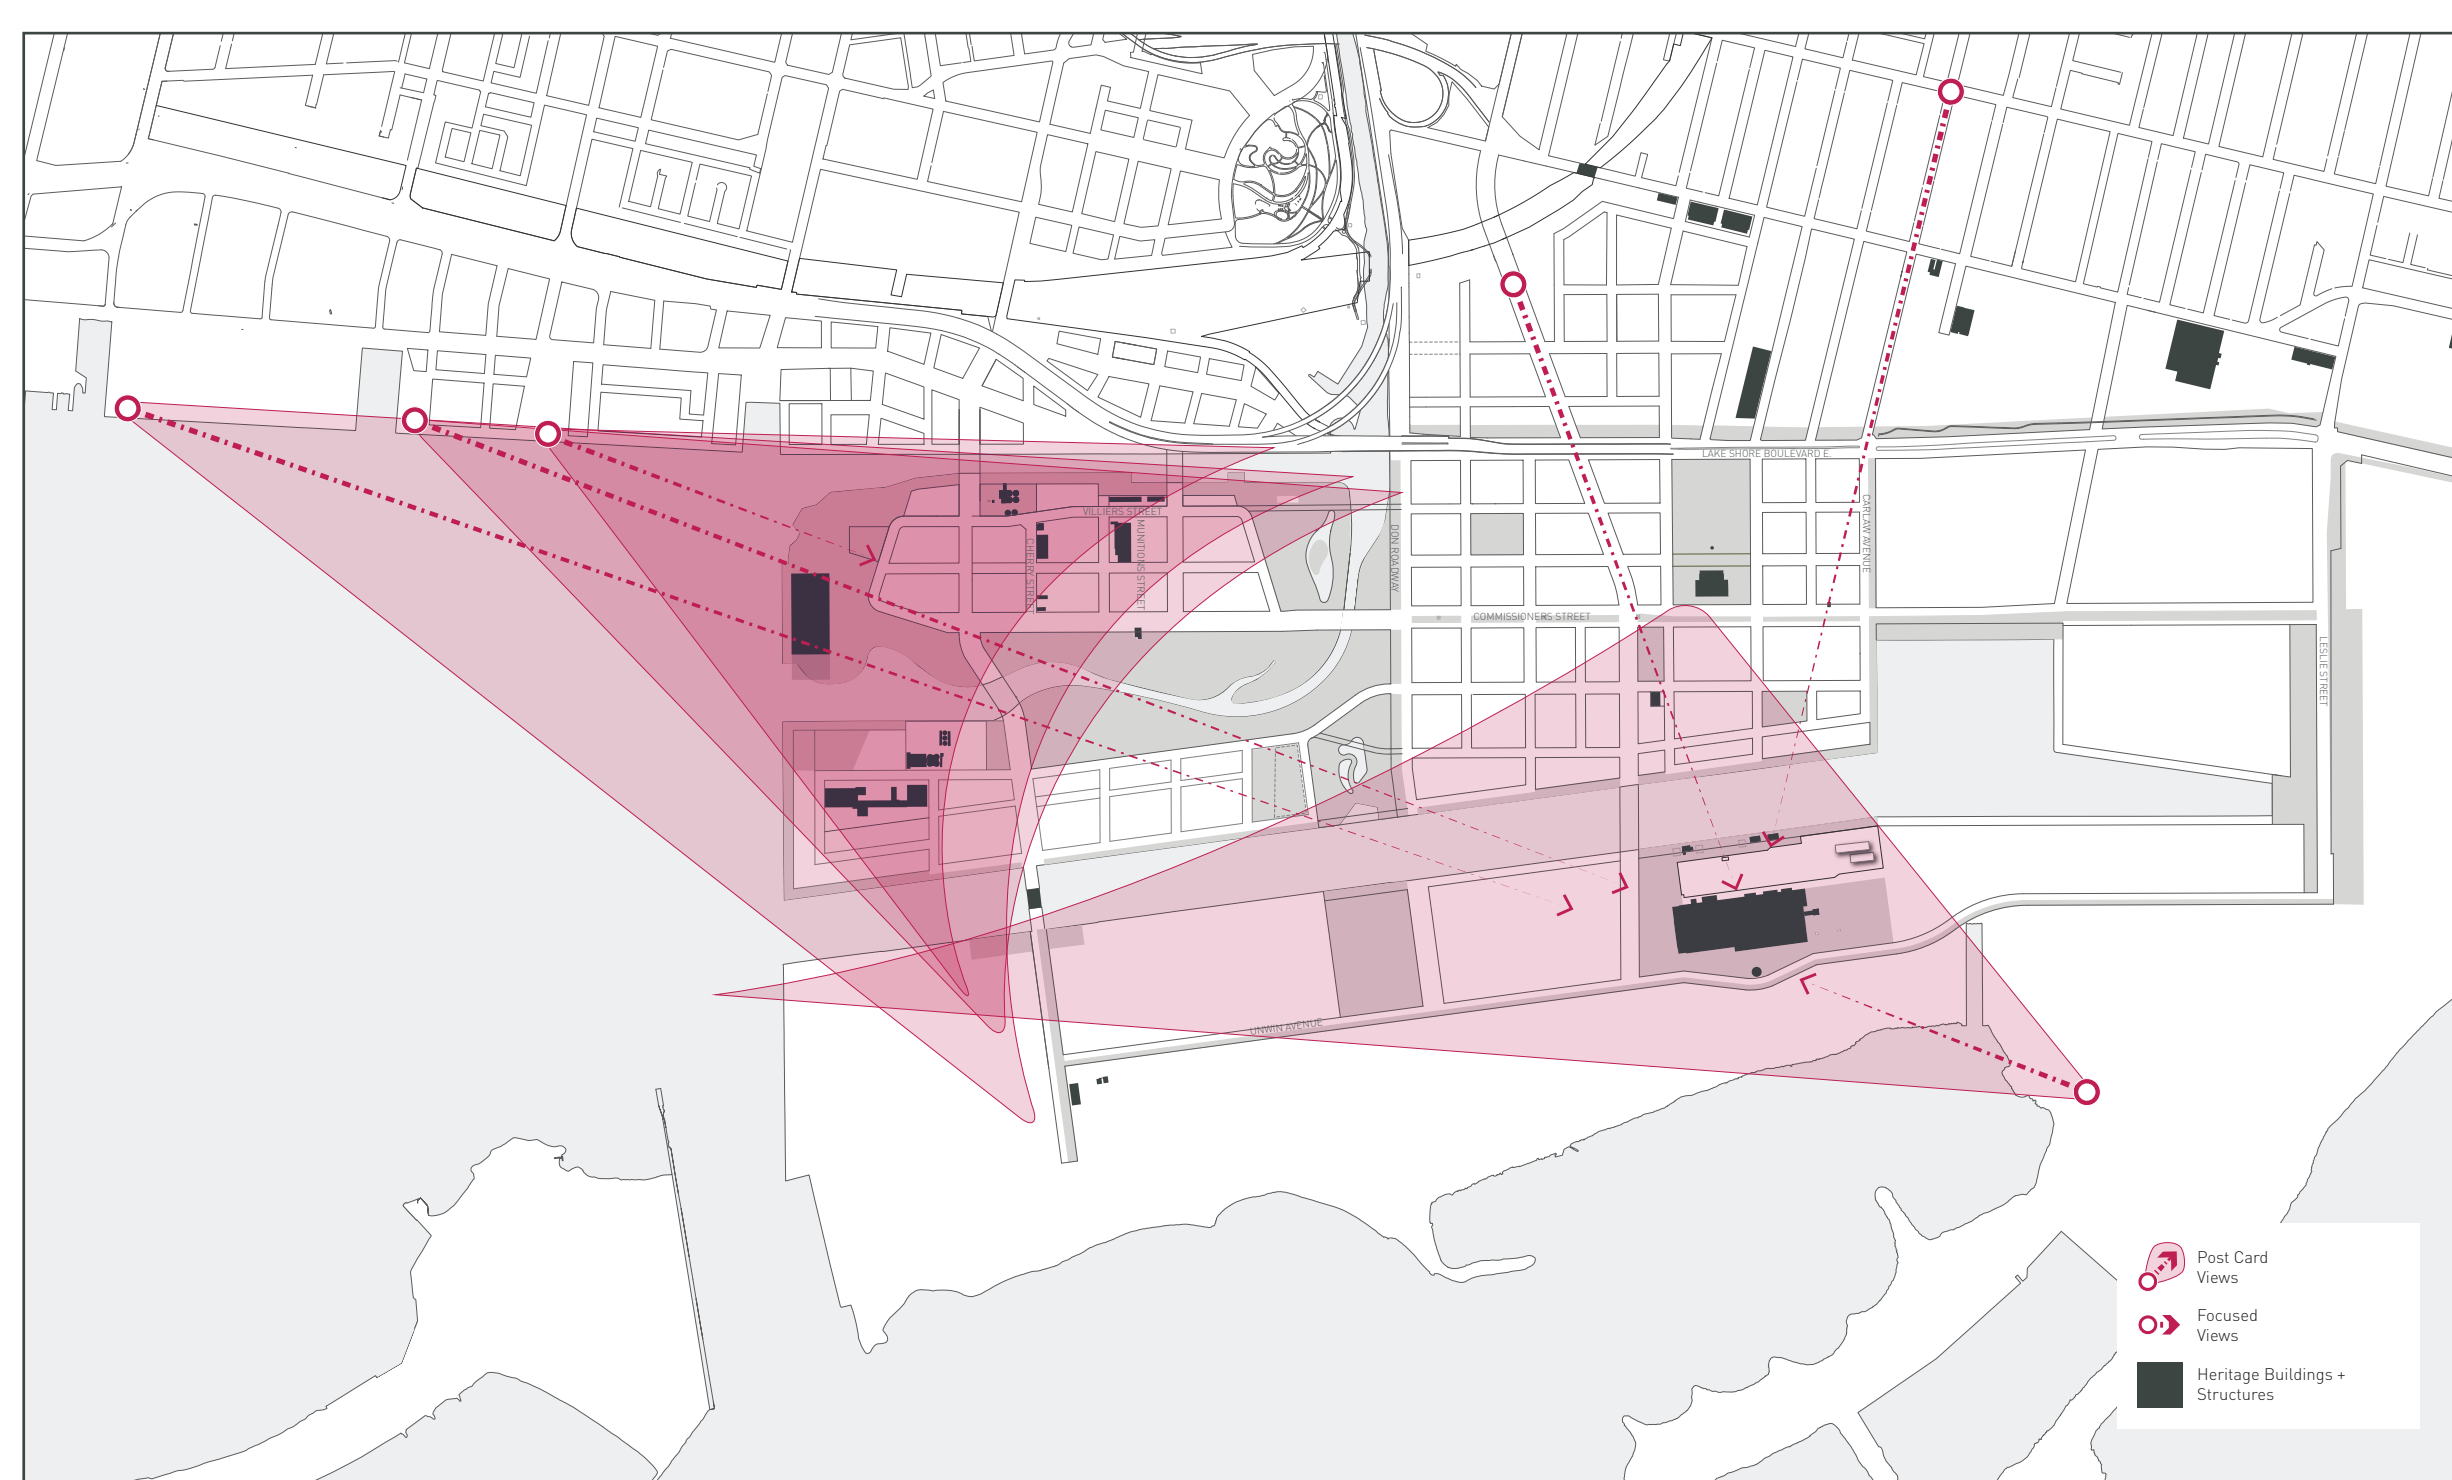 LAKE SHORE BOULEVARD E.
VILLIERS STREET
CHERRY STREET
MUNITIONS STREET
DON ROADWAY
CARLAW AVENUE
COMMISSIONERS STREET
LESLIE STREET
UNWIN AVENUE
Post Card
Views
Focused
Views
Heritage Buildings +
Structures